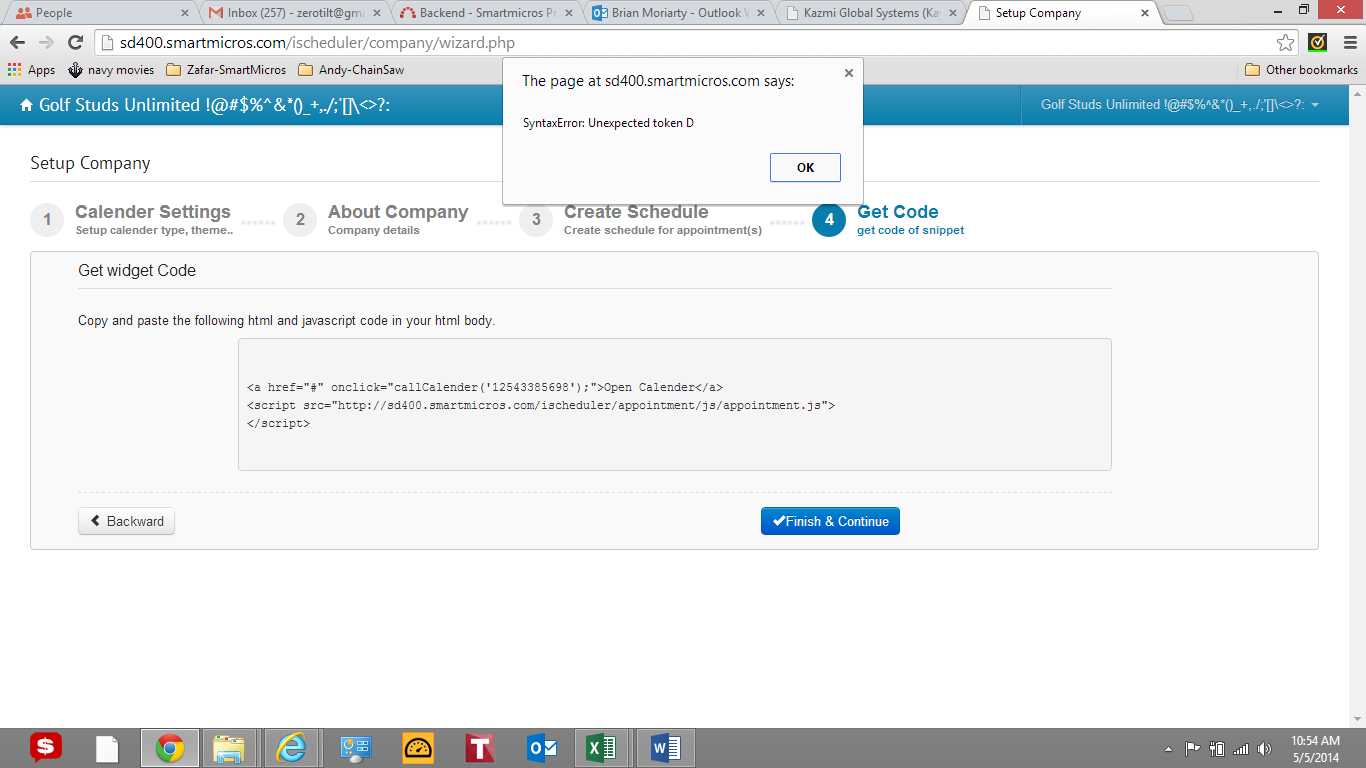 People
Inbox (257) - zerotilt@gm
Backend - Smartmicros Pr
Brian Moriarty - Outlook
Kazmi Global Systems (Ka
Setup Company
sd400.smartmicros.com/ischeduler/company/wizard.php
Apps
navy movies
Zafar-SmartMicros
Andy-ChainSaw
Other bookmarks
The page at sd400.smartmicros.com says:
SyntaxError: Unexpected token D
OK
Golf Studs Unlimited !@#$%^&*()_+,./;'[]\<>?:
Golf Studs Unlimited !@#$%^&*()_+,./;'[]\<>?:
Setup Company
1
Calender Settings
Setup calender type, theme..
2
About Company
Company details
3
Create Schedule
Create schedule for appointment(s)
4
Get Code
get code of snippet
Get widget Code
Copy and paste the following html and javascript code in your html body.
<a href="#" onclick="callCalender('12543385698');">Open Calender</a>
<script src="http://sd400.smartmicros.com/ischeduler/appointment/js/appointment.js">
</script>
Backward
Finish & Continue
10:54 AM
5/5/2014